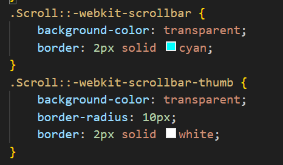 .Scroll::-webkit-scrollbar {
    background-color: transparent;
    border: 2px solid cyan;
}
.Scroll::-webkit-scrollbar-thumb {
    background-color: transparent;
    border-radius: 10px;
    border: 2px solid white;
}